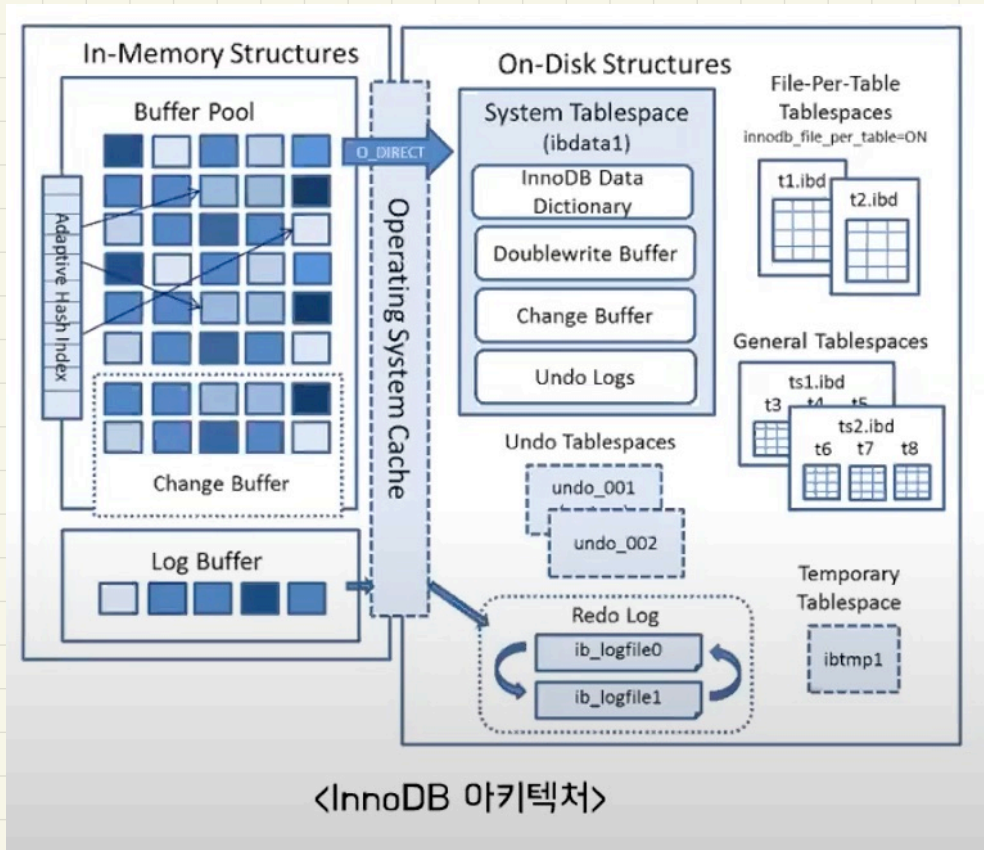 In-Memory Structures
Buffer Pool
Adaptive Hash Index
Change Buffer
Log Buffer
O_DIRECT
Operating System Cache
On-Disk Structures
System Tablespace
(ibdata1)
InnoDB Data
Dictionary
Doublewrite Buffer
Change Buffer
Undo Logs
File-Per-Table
Tablespaces
innodb_file_per_table=ON
t1.ibd
t2.ibd
General Tablespaces
ts1.ibd
t3 t4 t5
ts2.ibd
t6 t7 t8
Undo Tablespaces
undo_001
undo_002
Redo Log
ib_logfile0
ib_logfile1
Temporary
Tablespace
ibtmp1
<InnoDB 아키텍처>